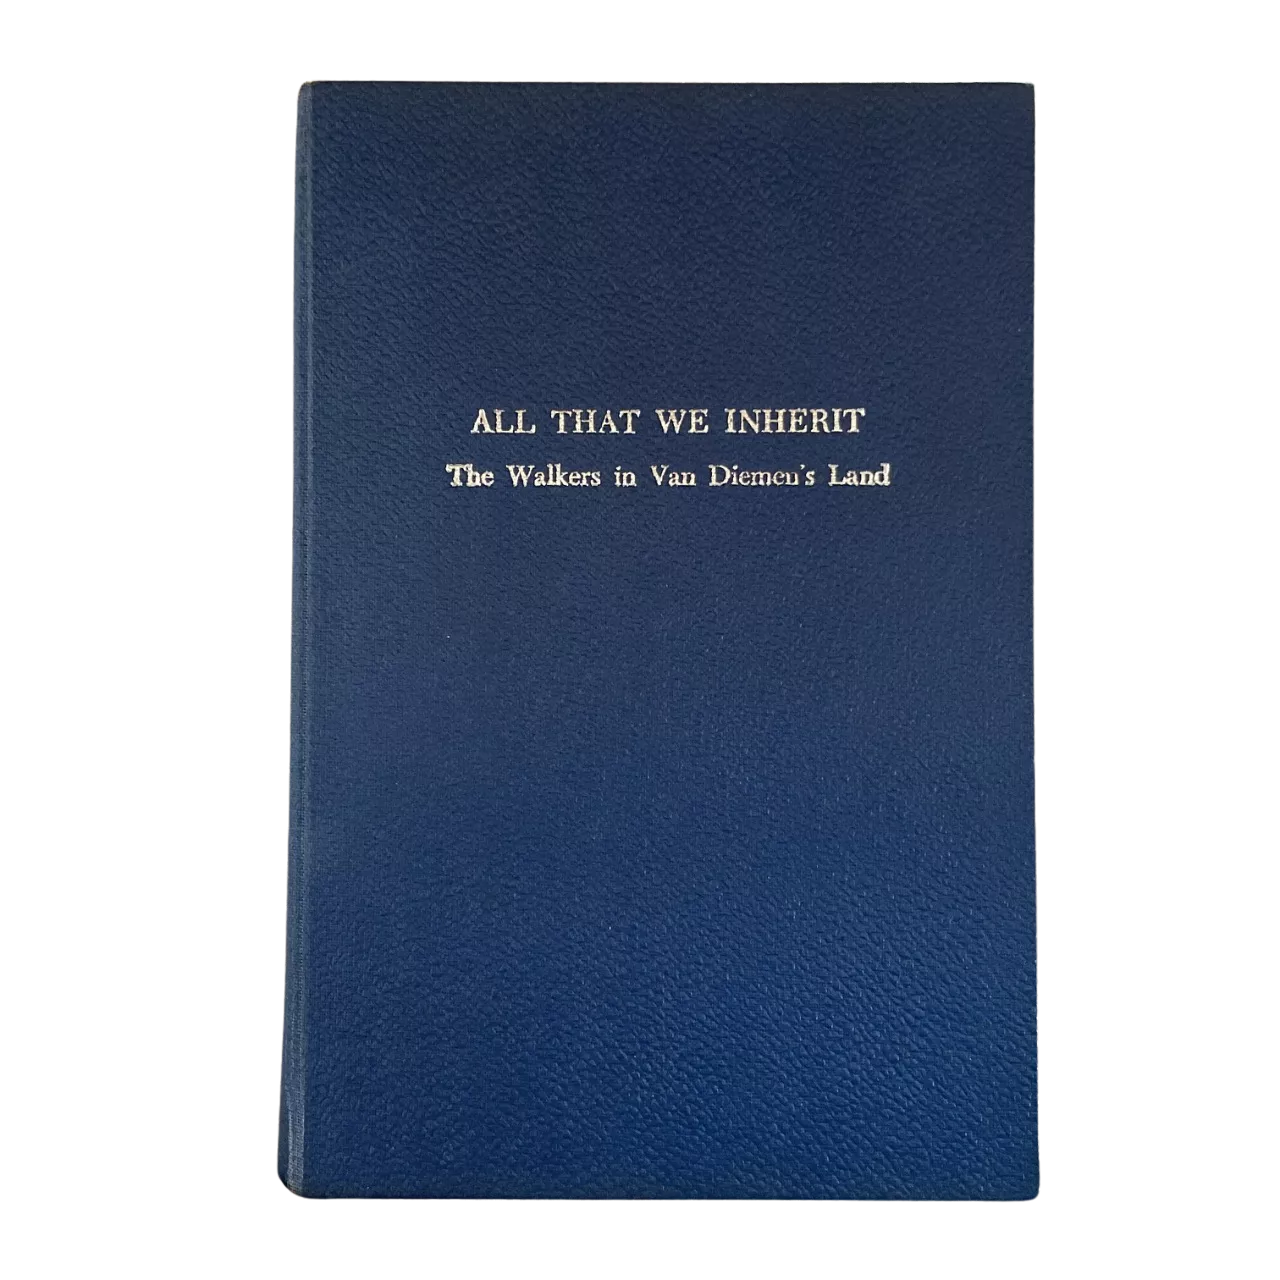 ALL THAT WE INHERIT
The Walkers in Van Diemen's Land